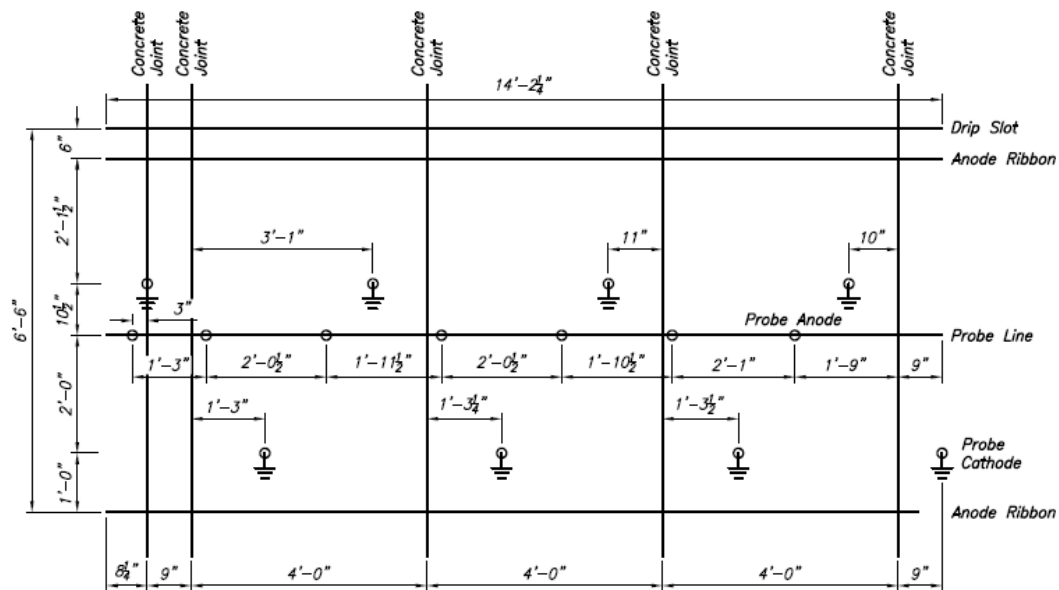 Concrete
Joint
Concrete
Joint
Concrete
Joint
Concrete
Joint
Concrete
Joint
14'-2¼"
Drip Slot
6"
Anode Ribbon
2'-1½"
3'-1"
11"
10"
6'-6"
10½"
3"
Probe Anode
Probe Line
1'-3"
2'-0½"
1'-11½"
2'-0½"
1'-10½"
2'-1"
1'-9"
9"
2'-0"
1'-3"
1'-3¼"
1'-3½"
Probe
Cathode
1'-0"
Anode Ribbon
8¼"
9"
4'-0"
4'-0"
4'-0"
9"